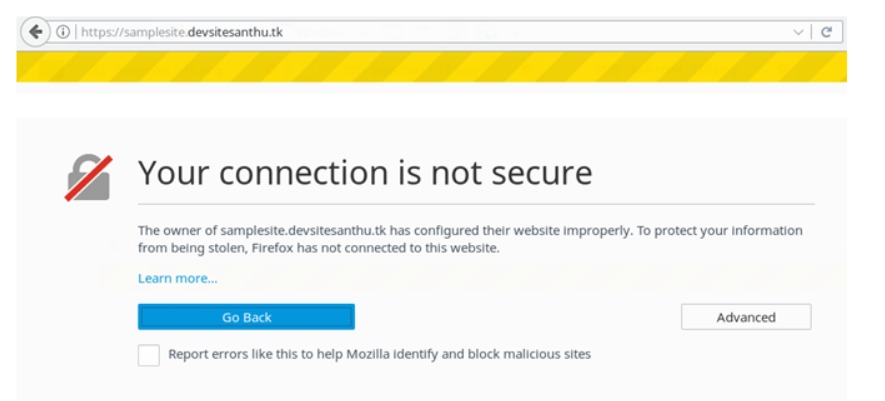 https://samplesite.devsitesanthu.tk
Your connection is not secure
The owner of samplesite.devsitesanthu.tk has configured their website improperly. To protect your information
from being stolen, Firefox has not connected to this website.
Learn more...
Go Back
Advanced
Report errors like this to help Mozilla identify and block malicious sites